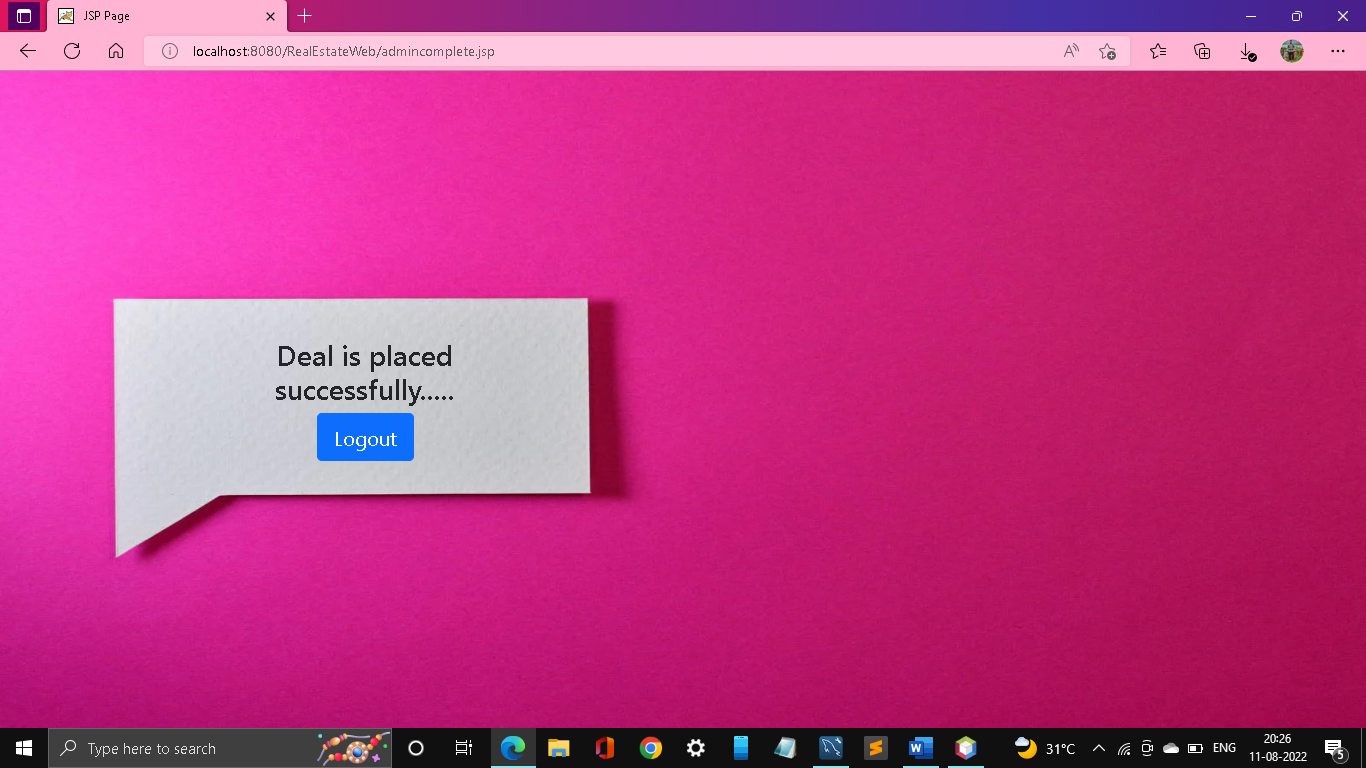 JSP Page
localhost:8080/RealEstateWeb/admincomplete.jsp
Deal is placed
successfully.....
Logout
Type here to search
31°C
ENG
20:26
11-08-2022
5